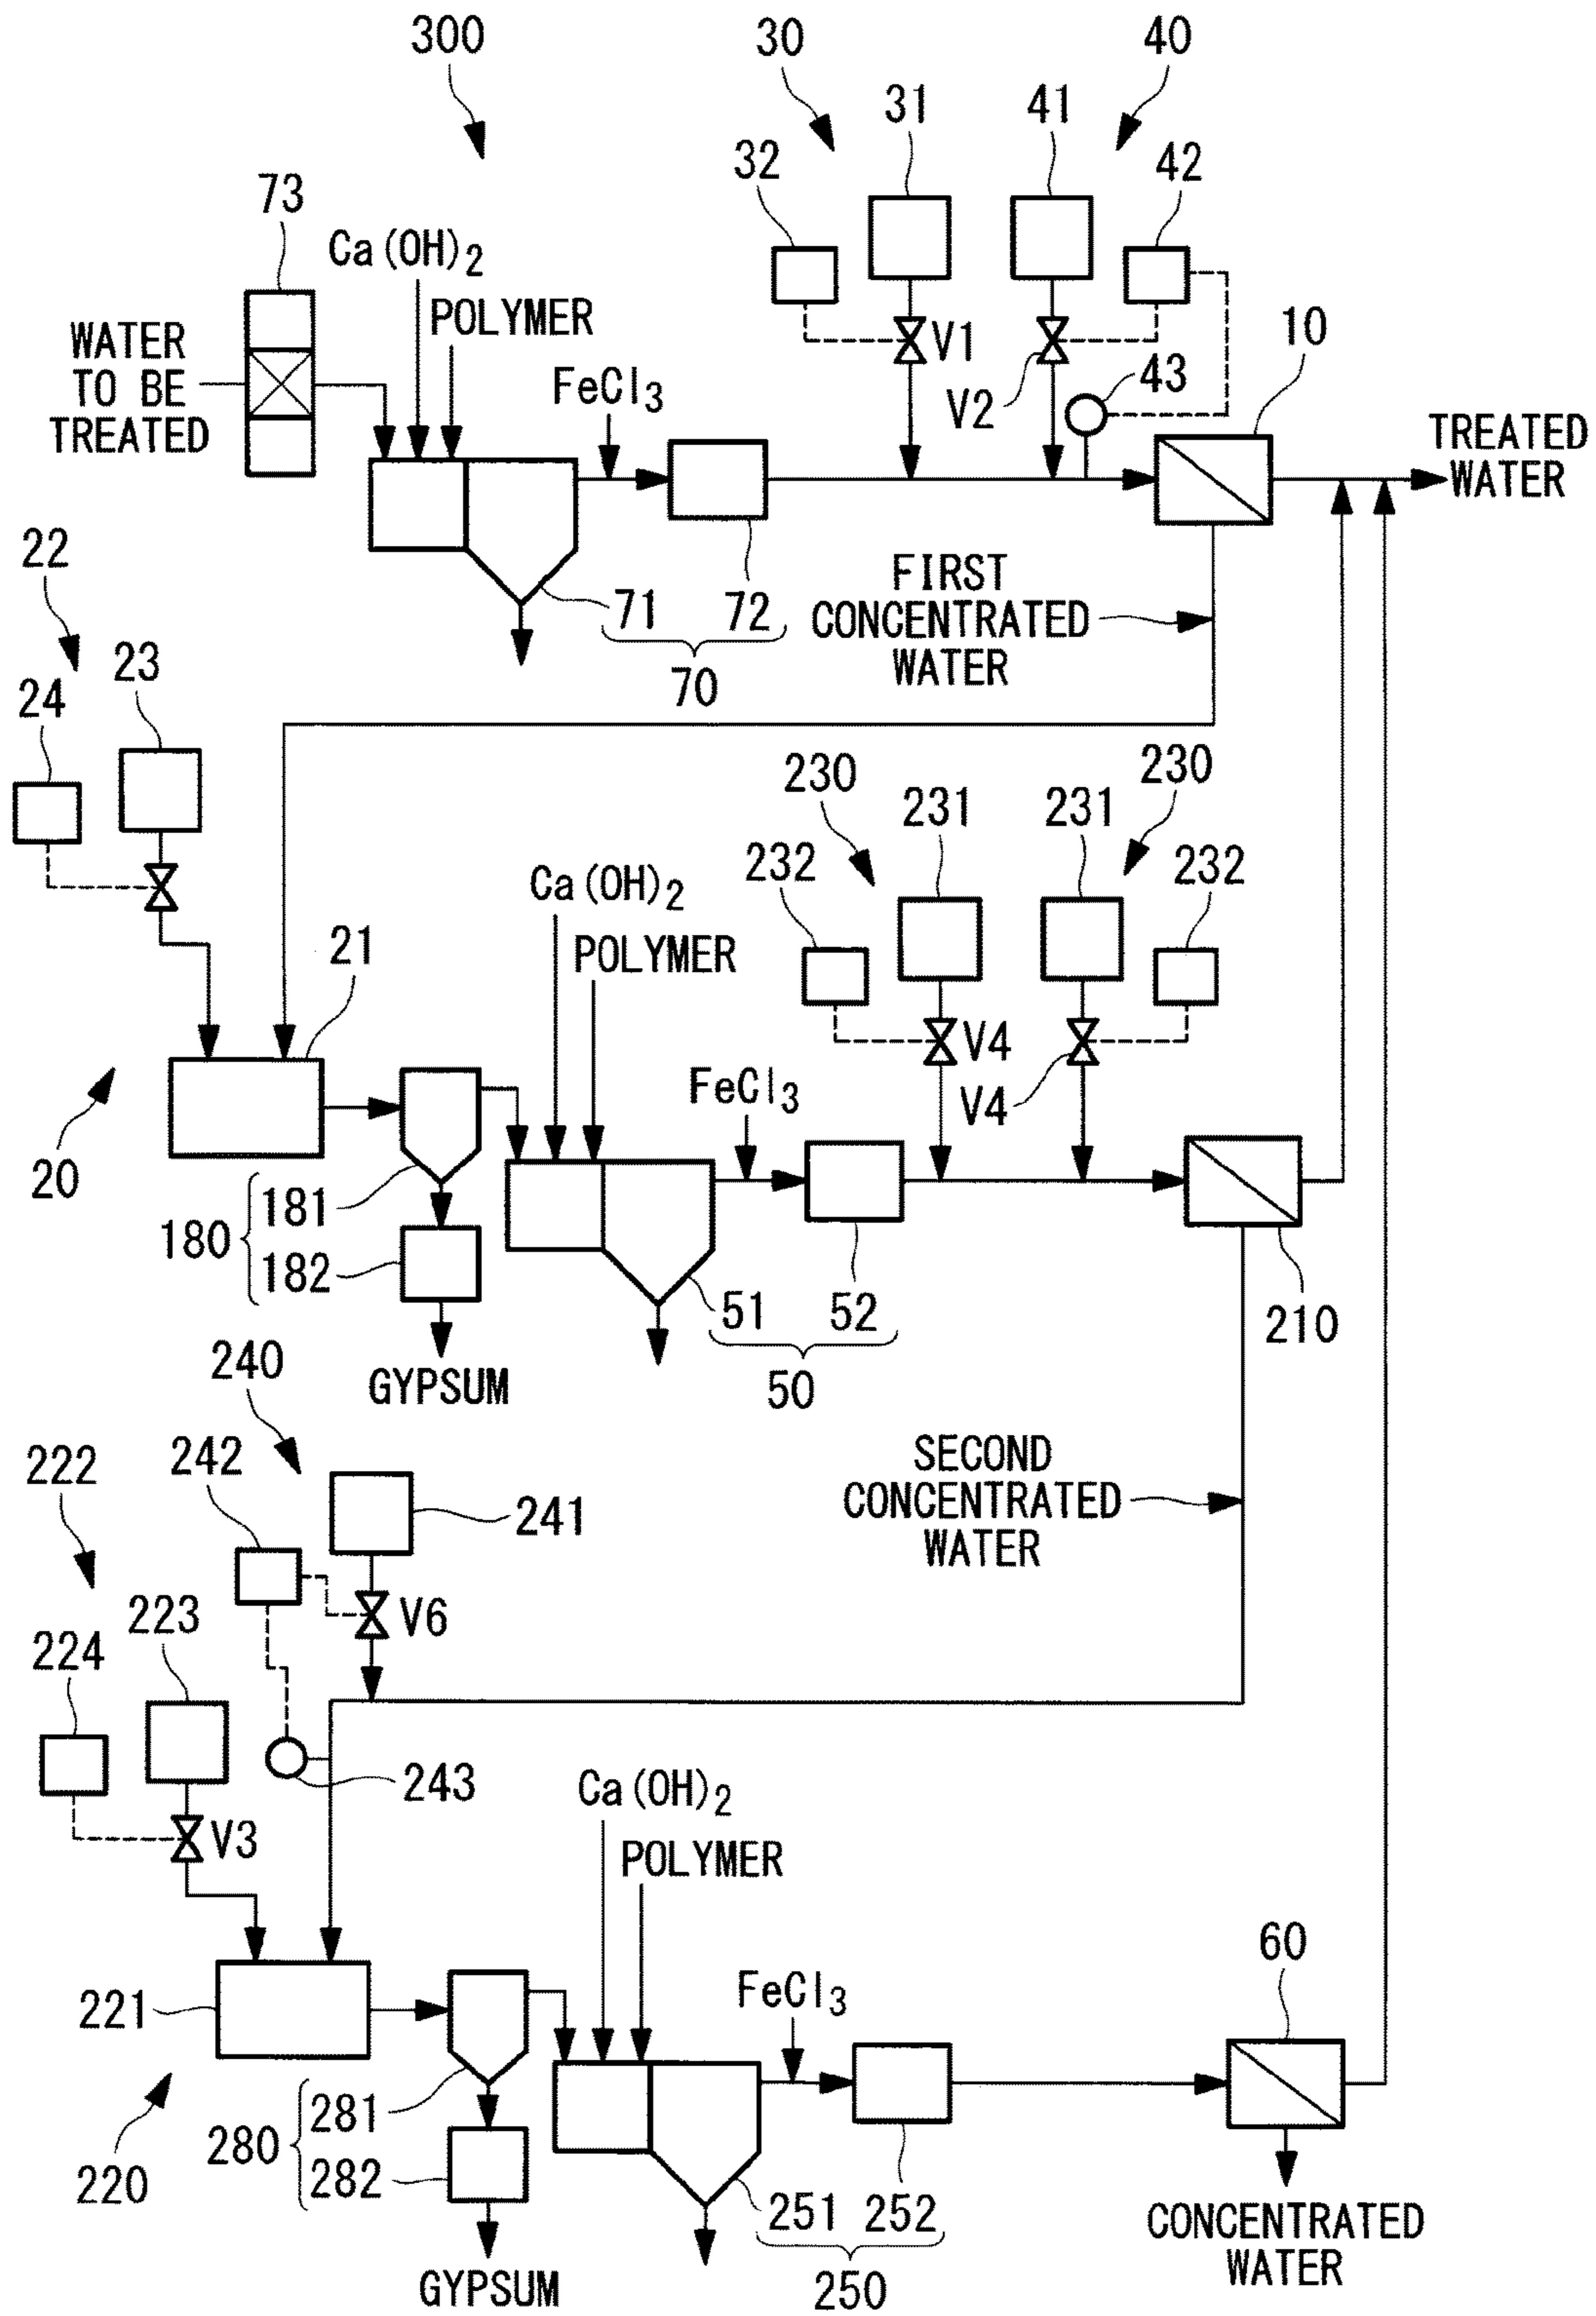 300
30
40
31
41
32
42
73
Ca(OH)2
POLYMER
WATER
TO BE
TREATED
FeCl3
V1
V2
43
10
TREATED
WATER
22
71
72
70
FIRST
CONCENTRATED
WATER
24
23
230
230
231
231
232
232
Ca(OH)2
POLYMER
21
V4
V4
FeCl3
20
180
181
182
51
52
50
210
GYPSUM
240
222
242
241
SECOND
CONCENTRATED
WATER
223
V6
224
243
V3
Ca(OH)2
POLYMER
60
221
FeCl3
220
280
281
282
251
252
250
GYPSUM
CONCENTRATED
WATER